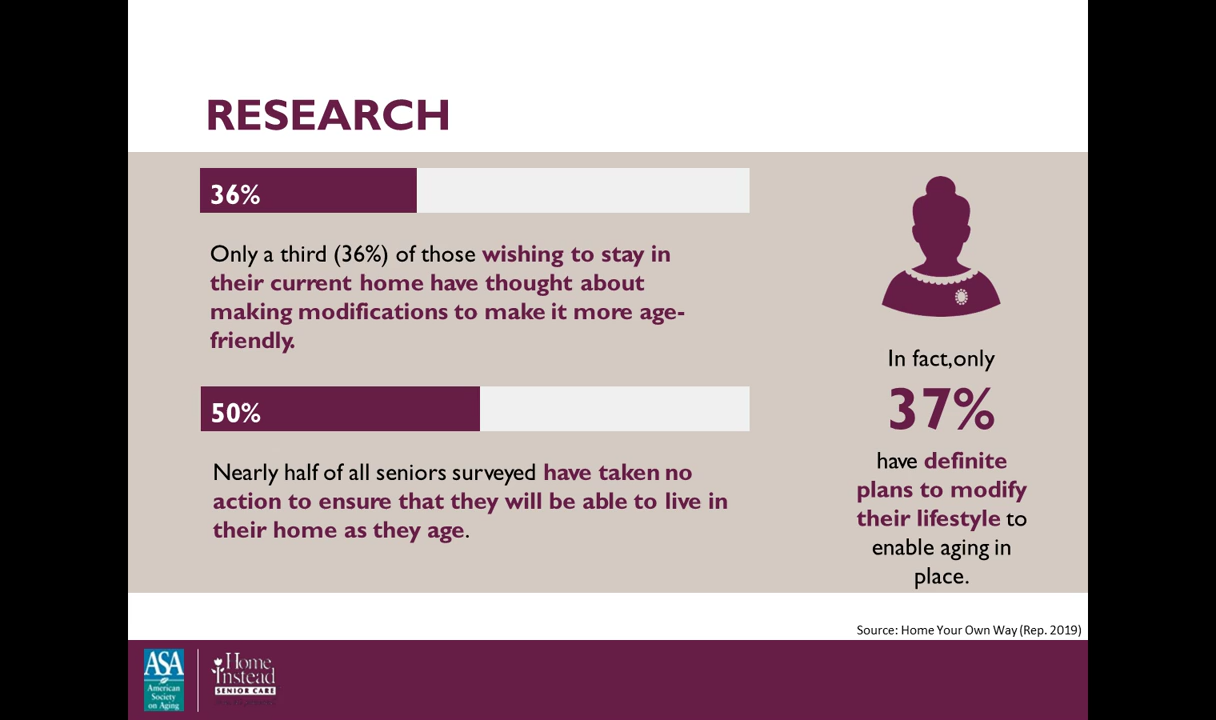 RESEARCH
36%
Only a third (36%) of those wishing to stay in
their current home have thought about
making modifications to make it more age-
friendly.
50%
Nearly half of all seniors surveyed have taken no
action to ensure that they will be able to live in
their home as they age.
In fact,only
37%
have definite
plans to modify
their lifestyle to
enable aging in
place.
Source: Home Your Own Way (Rep. 2019)
ASA
American
Society
on Aging
Home
Instead
SENIOR CARE